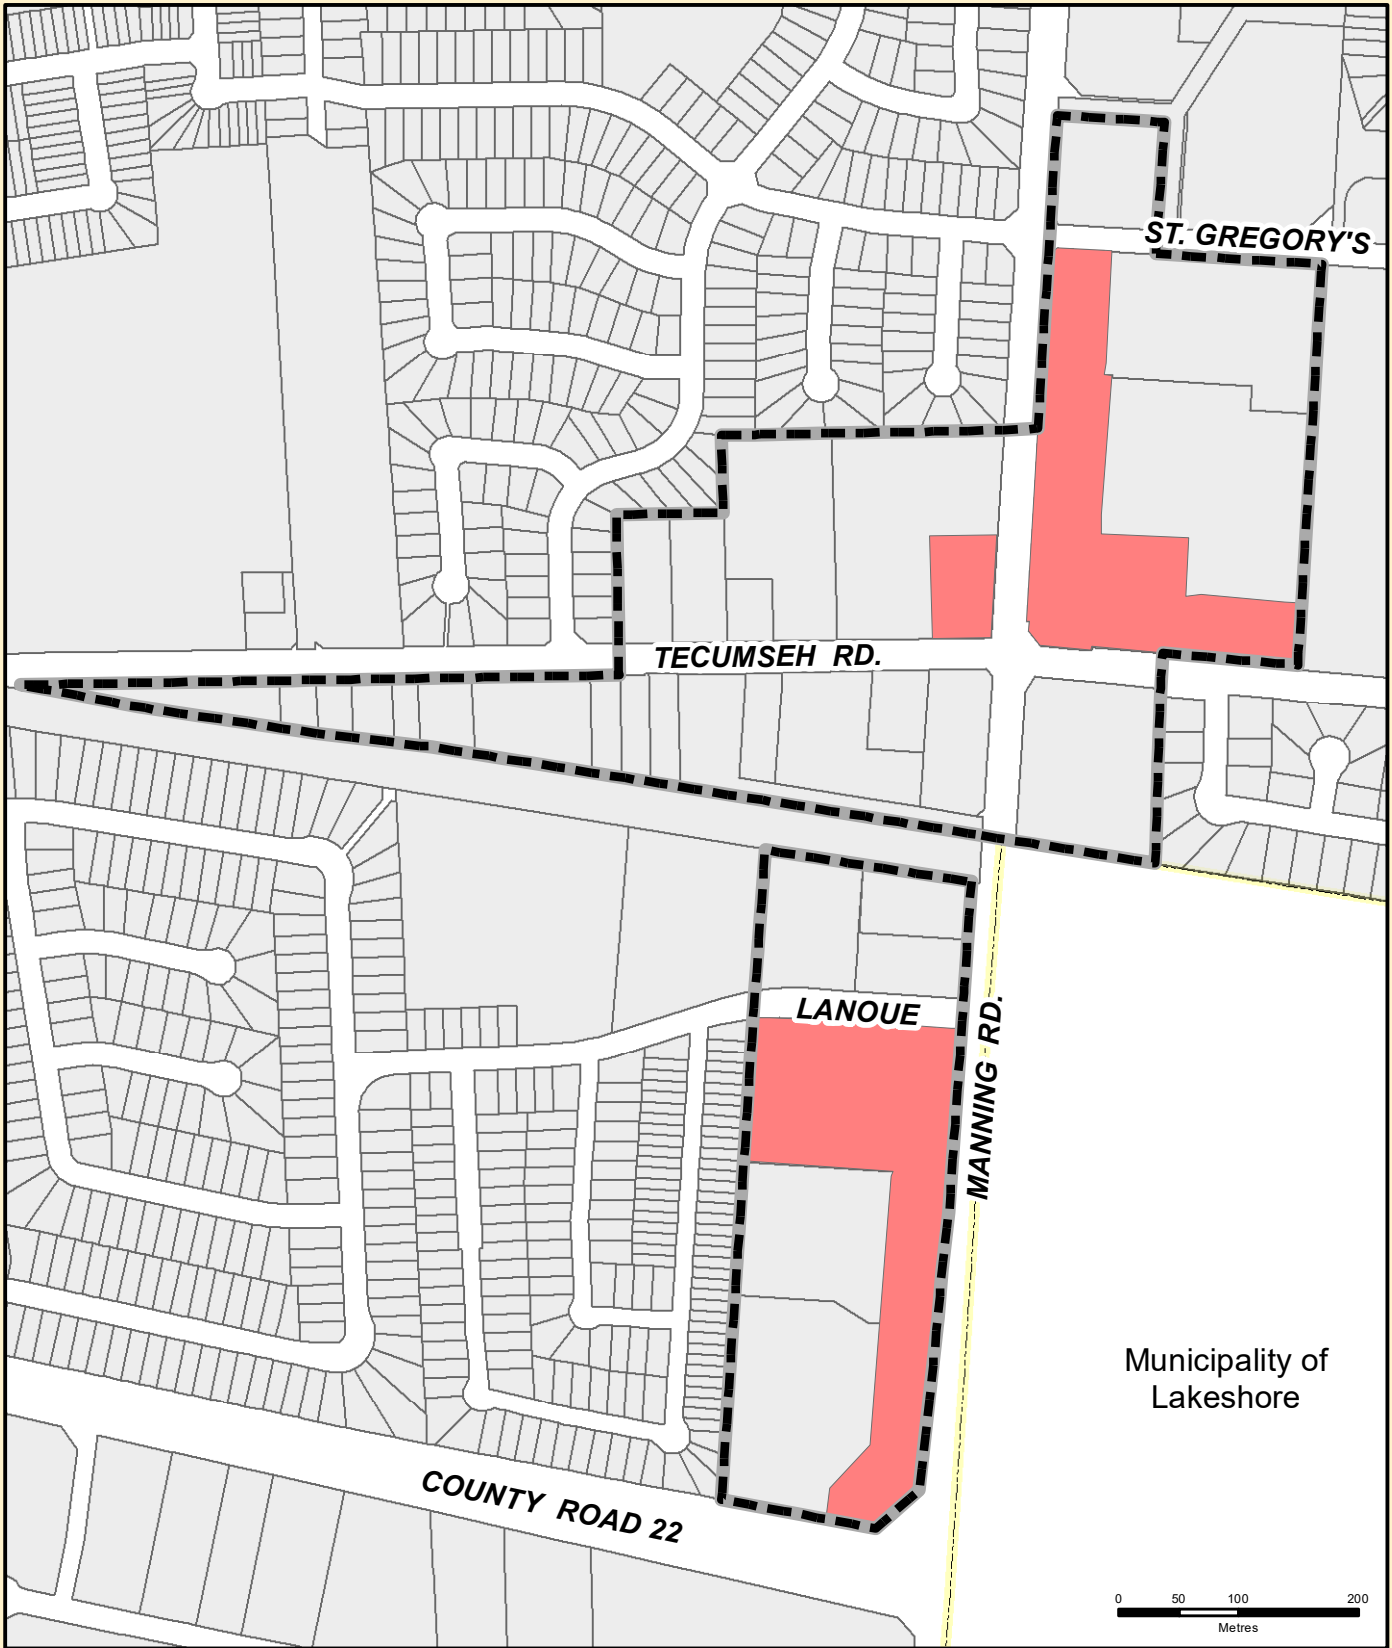 ST. GREGORY'S
TECUMSEH RD.
LANOUE
MANNING RD.
Municipality of
Lakeshore
COUNTY ROAD 22
0 50 100 200
Metres